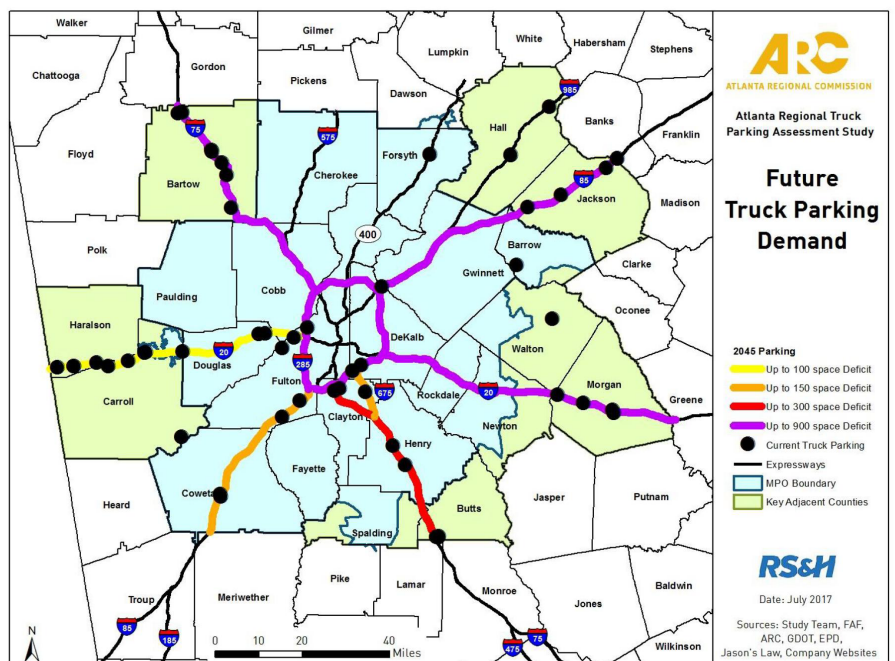 Walker
Gilmer
White
Habersham
Stephens
Lumpkin
Chattooga
Gordon
Pickens
Dawson
985
Banks
Franklin
75
575
Hall
Floyd
Forsyth
Cherokee
85
Bartow
Jackson
Madison
400
Barrow
Polk
Clarke
Gwinnett
Cobb
Paulding
Oconee
Haralson
DeKalb
Walton
20
Douglas
285
Morgan
Fulton
Rockdale
20
675
Greene
Carroll
Clayton
Newton
Henry
Fayette
Coweta
Jasper
Putnam
Heard
Butts
Spalding
Pike
Lamar
Monroe
Baldwin
Troup
Meriwether
Jones
85
185
75
475
Wilkinson
N
0 10 20 40
Miles
ARC
ATLANTA REGIONAL COMMISSION
Atlanta Regional Truck
Parking Assessment Study
Future
Truck Parking
Demand
2045 Parking
Up to 100 space Deficit
Up to 150 space Deficit
Up to 300 space Deficit
Up to 900 space Deficit
Current Truck Parking
Expressways
MPO Boundary
Key Adjacent Counties
RS&H
Date: July 2017
Sources: Study Team, FAF,
ARC, GDOT, EPD,
Jason's Law, Company Websites